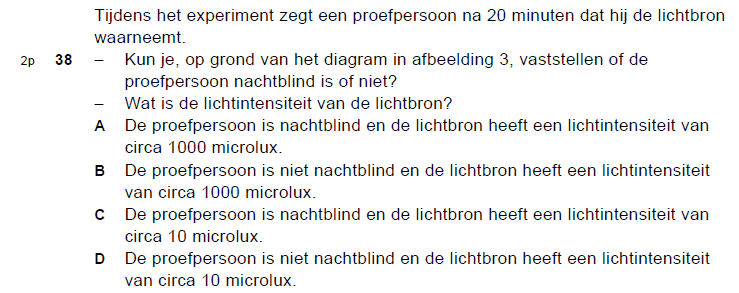 Tijdens het experiment zegt een proefpersoon na 20 minuten dat hij de lichtbron
waarneemt.
2p 38 – Kun je, op grond van het diagram in afbeelding 3, vaststellen of de
proefpersoon nachtblind is of niet?
– Wat is de lichtintensiteit van de lichtbron?
A De proefpersoon is nachtblind en de lichtbron heeft een lichtintensiteit van
circa 1000 microlux.
B De proefpersoon is niet nachtblind en de lichtbron heeft een lichtintensiteit
van circa 1000 microlux.
C De proefpersoon is nachtblind en de lichtbron heeft een lichtintensiteit van
circa 10 microlux.
D De proefpersoon is niet nachtblind en de lichtbron heeft een lichtintensiteit
van circa 10 microlux.